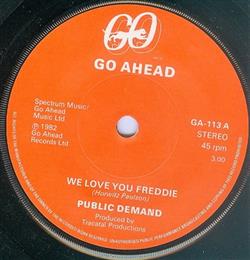 GO
GO AHEAD
Spectrum Music/
Go Ahead
Music Ltd
℗ 1982
Go Ahead
Records Ltd
GA-113 A
STEREO
45 rpm
3.00
WE LOVE YOU FREDDIE
(Horwitz Paulson)
PUBLIC DEMAND
Produced by
Tracatal Productions